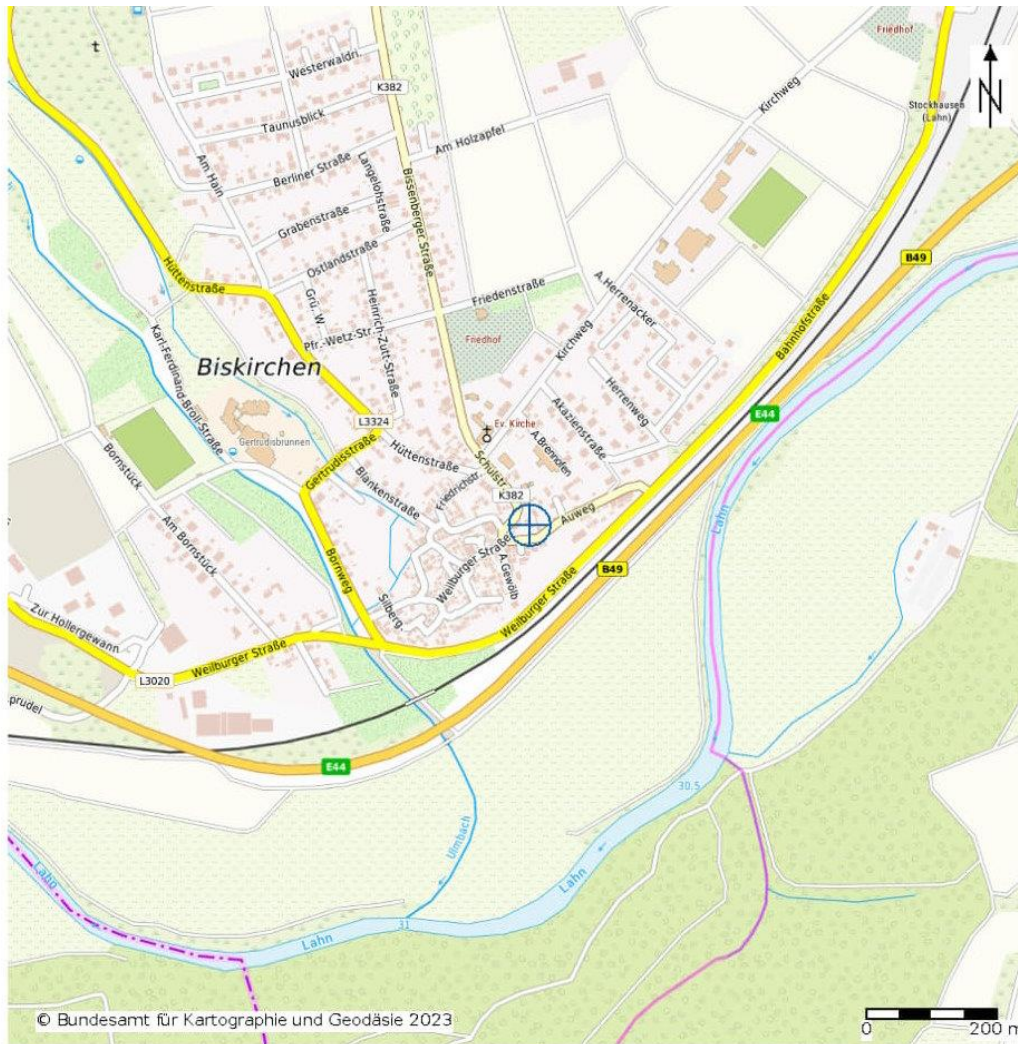 Friedhof
Westerwaldri.
K382
Kirchweg
N
Stockhausen
(Lahn)
Taunusblick
Am Holzapfel
Am Hain
Berliner Straße
Langelohstraße
Bissenberger Straße
Grabenstraße
B49
Ostlandstraße
Hüttenstraße
Grü. W.
Heinrich-Zutt-Straße
Friedenstraße
A.Herrenacker
Bahnhofstraße
Pfr.-Wetz-Str.
Friedhof
Kirchweg
Karl-Ferdinand-Broll-Straße
Biskirchen
Herrenweg
Akazienstraße
E44
L3324
Ev. Kirche
Gertrudisbrunnen
Gertrudisstraße
Hüttenstraße
A.Brennofen
Bornstück
Schulstr.
Friedrichstr.
Blankenstraße
K382
Lahn
Auweg
Am Bornstück
Weilburger Straße
A.Gewölb
B49
Bornweg
Silberg.
Weilburger Straße
Zur Hollergewann
Weilburger Straße
L3020
prudel
E44
30.5
Ulmbach
Lahn
Lahn
31
Lahn
© Bundesamt für Kartographie und Geodäsie 2023
0 200 m